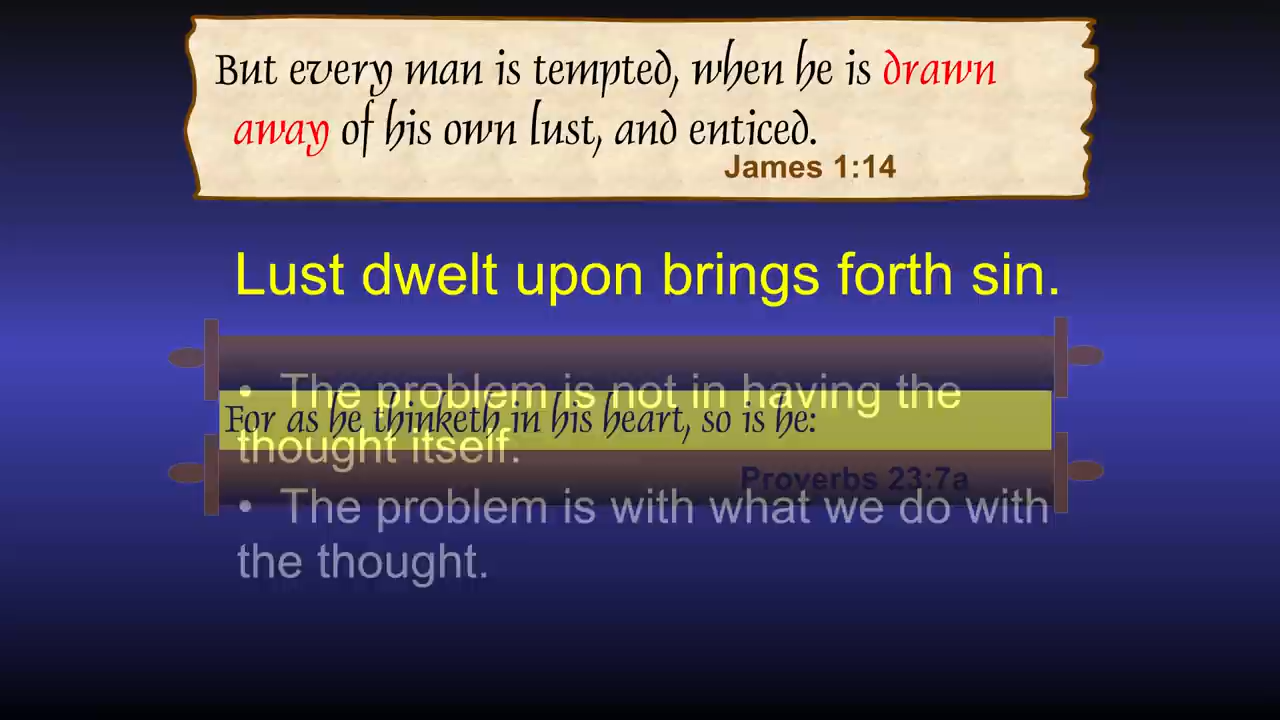 But every man is tempted, when he is drawn
away of his own lust, and enticed.
James 1:14
Lust dwelt upon brings forth sin.
• The problem is not in having the
For as he thinketh in his heart, so is he:
thought itself.
Proverbs 23:7a
• The problem is with what we do with
the thought.